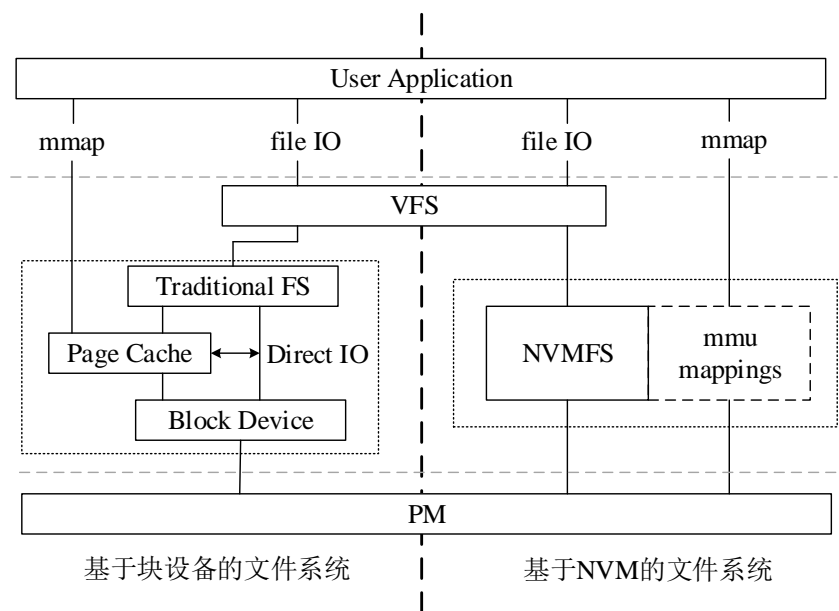 User Application
mmap
file IO
file IO
mmap
VFS
Traditional FS
Page Cache
Direct IO
NVMFS
mmu
mappings
Block Device
PM
基于块设备的文件系统
基于NVM的文件系统